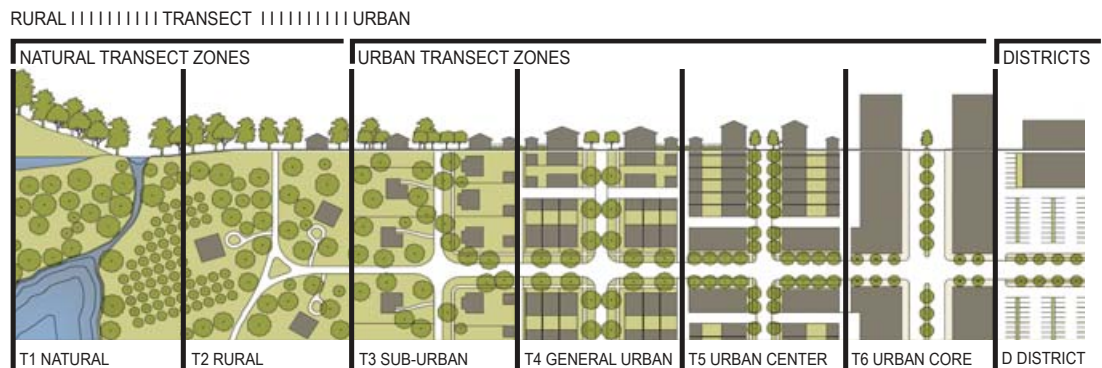 RURAL I I I I I I I I I I TRANSECT I I I I I I I I I I URBAN
NATURAL TRANSECT ZONES
URBAN TRANSECT ZONES
DISTRICTS
T1 NATURAL
T2 RURAL
T3 SUB-URBAN
T4 GENERAL URBAN
T5 URBAN CENTER
T6 URBAN CORE
D DISTRICT